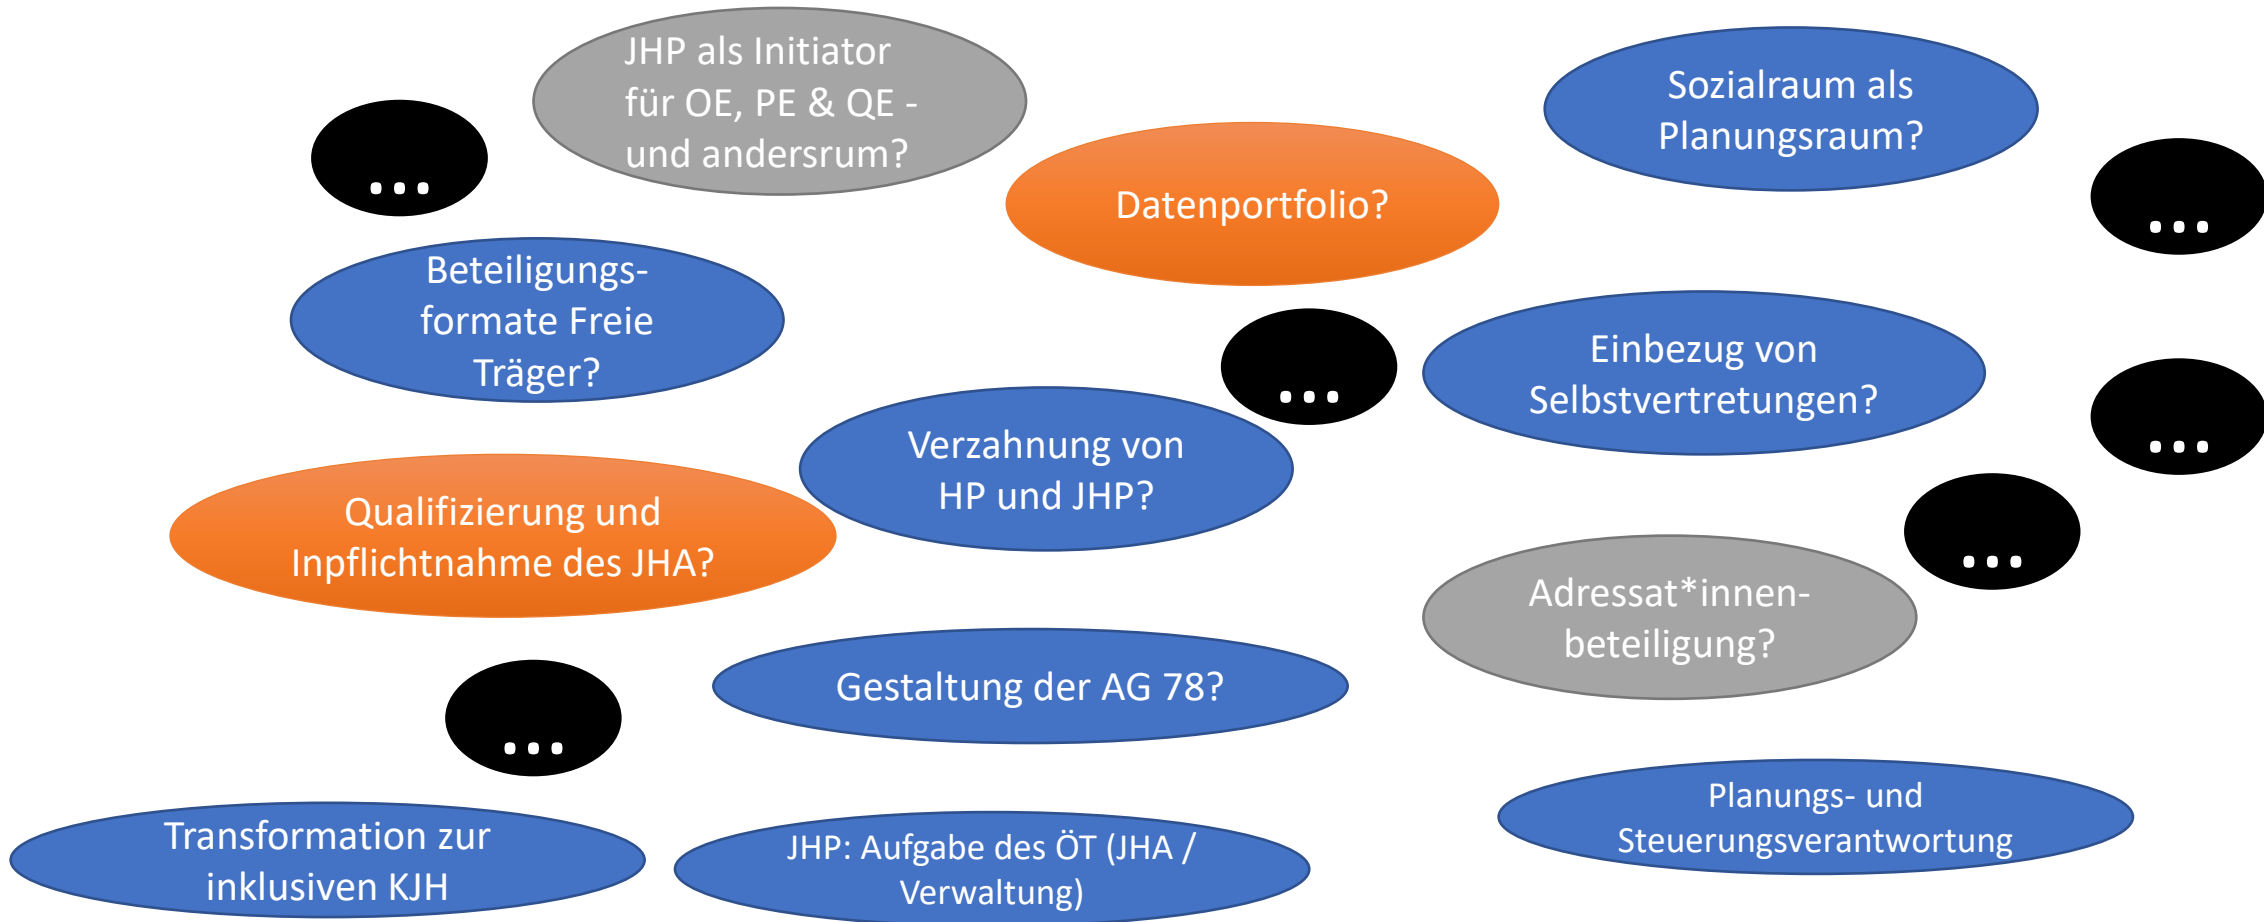 JHP als Initiator
für OE, PE & QE -
und andersrum?
Sozialraum als
Planungsraum?
...
Datenportfolio?
...
Beteiligungs-
formate Freie
Träger?
...
Einbezug von
Selbstvertretungen?
...
Verzahnung von
HP und JHP?
Qualifizierung und
Inpflichtnahme des JHA?
...
Adressat*innen-
beteiligung?
Gestaltung der AG 78?
...
Planungs- und
Steuerungsverantwortung
Transformation zur
inklusiven KJH
JHP: Aufgabe des ÖT (JHA /
Verwaltung)